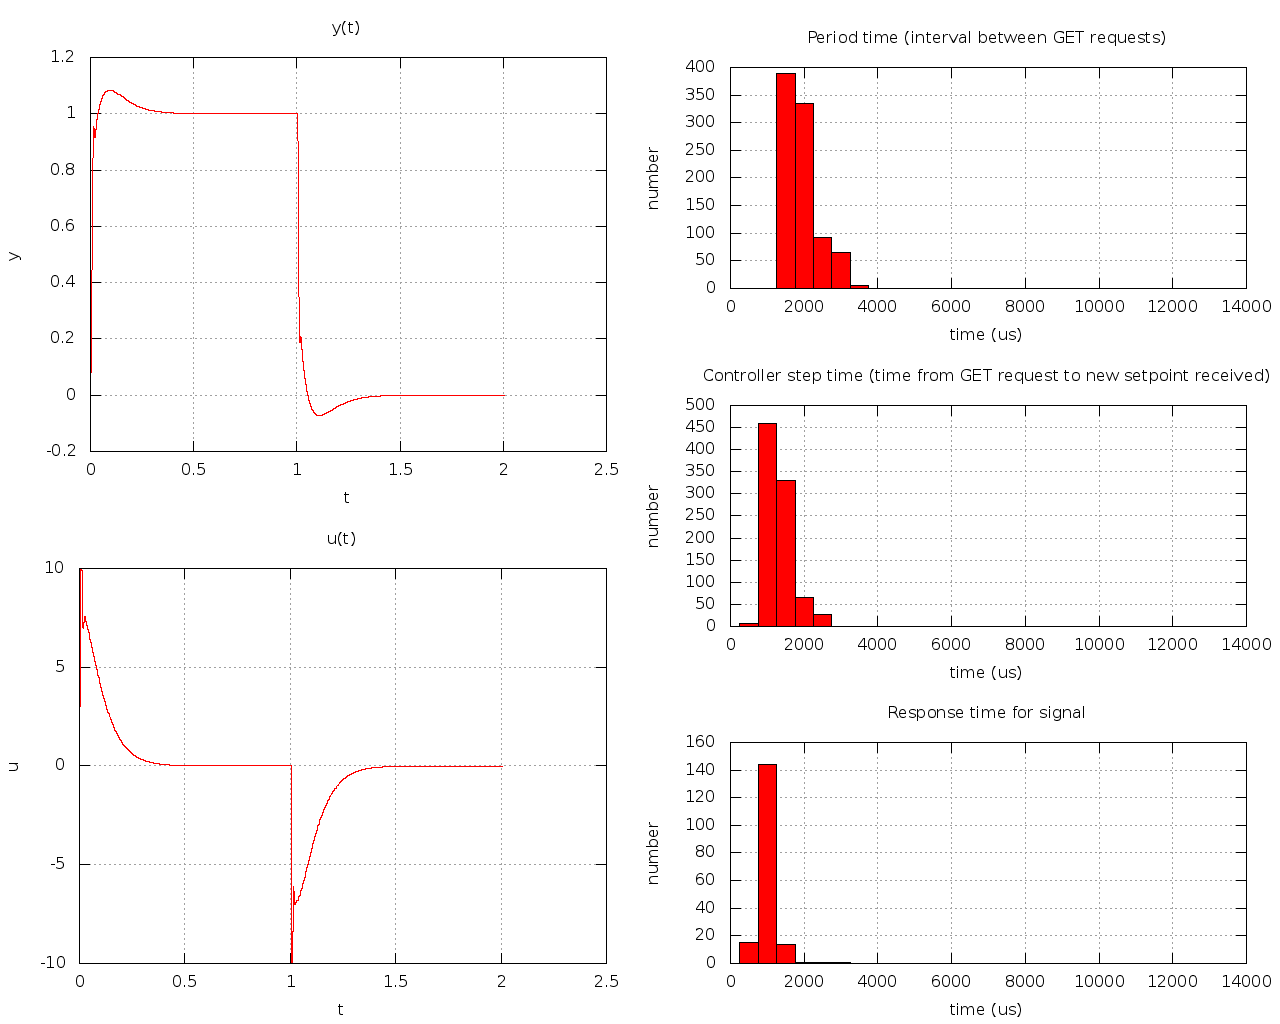 y(t)
1.2
1
0.8
0.6
0.4
0.2
0
-0.2
y
0 0.5 1 1.5 2 2.5
t
u(t)
10
5
0
-5
-10
u
0 0.5 1 1.5 2 2.5
t
Period time (interval between GET requests)
400
350
300
250
200
150
100
50
0
number
0 2000 4000 6000 8000 10000 12000 14000
time (us)
Controller step time (time from GET request to new setpoint received)
500
450
400
350
300
250
200
150
100
50
0
number
0 2000 4000 6000 8000 10000 12000 14000
time (us)
Response time for signal
160
140
120
100
80
60
40
20
0
number
0 2000 4000 6000 8000 10000 12000 14000
time (us)